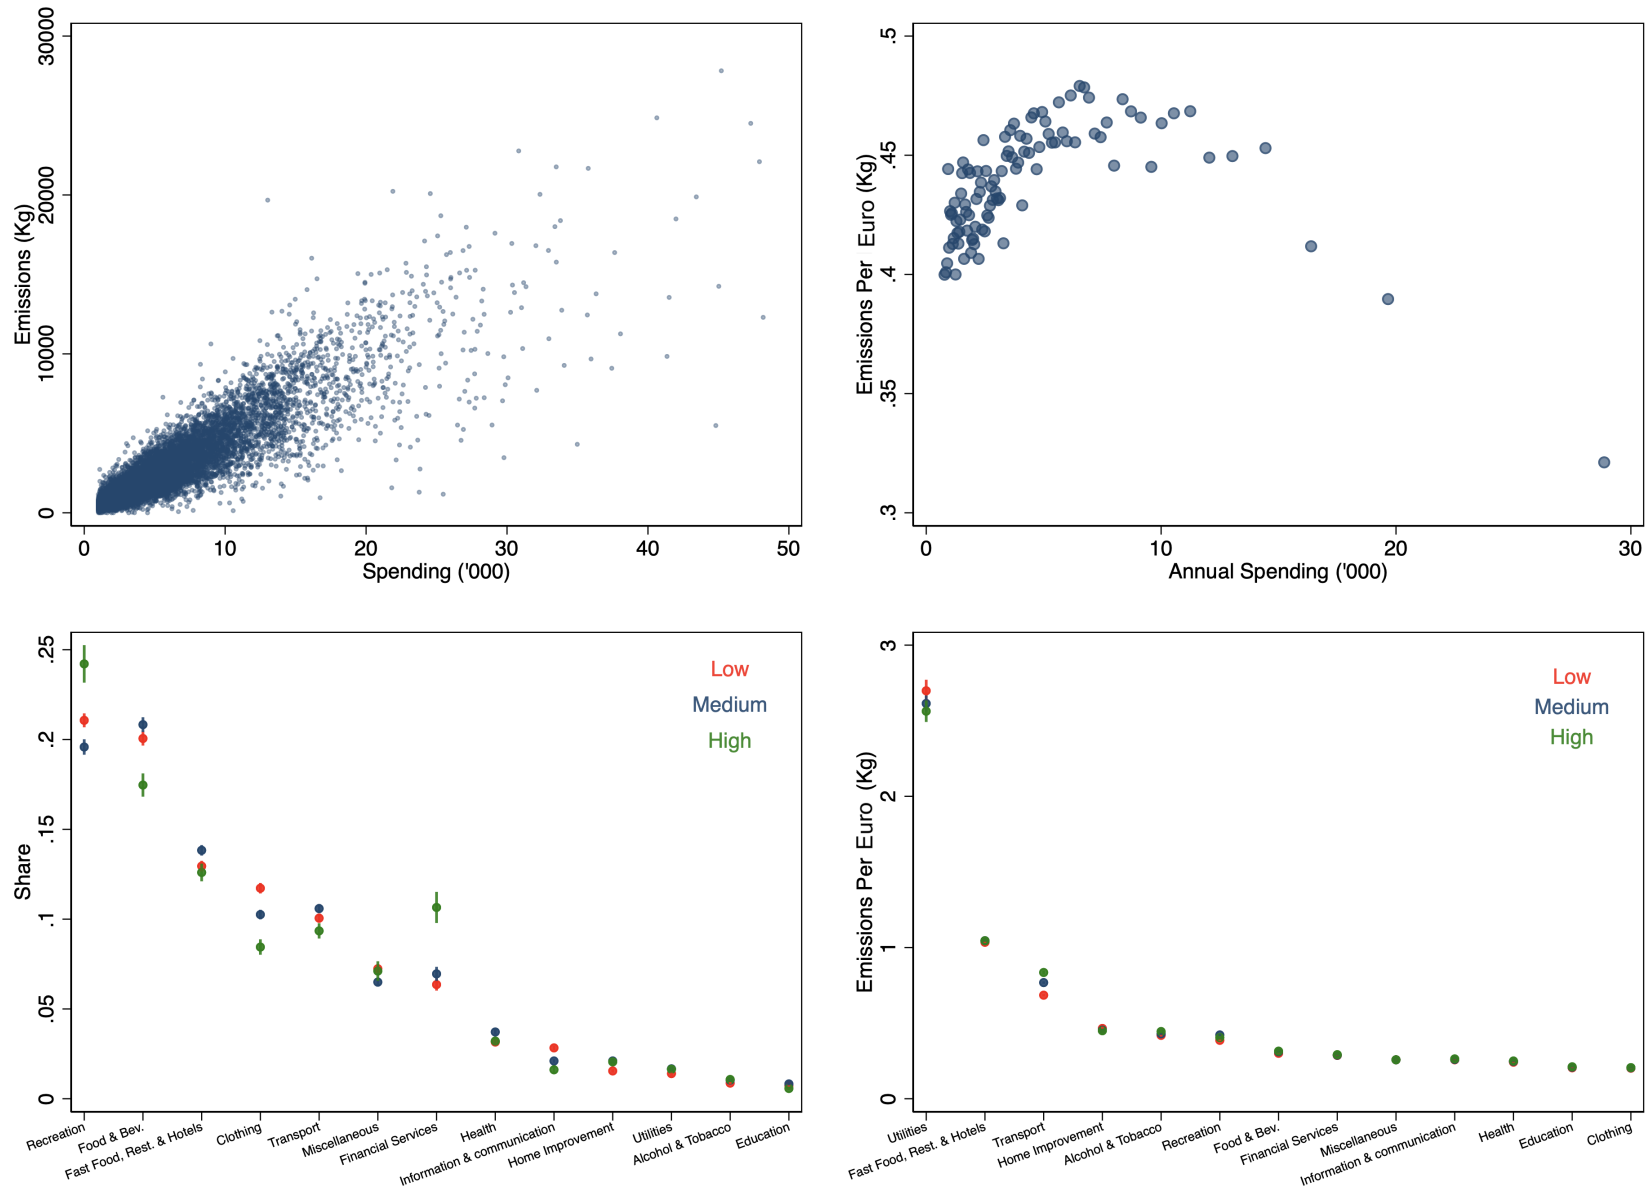 Emissions (Kg)
30000
20000
10000
0
0 10 20 30 40 50
Spending ('000)
Emissions Per Euro (Kg)
.5
.45
.4
.35
.3
0 10 20 30
Annual Spending ('000)
Share
.25
.2
.15
.1
.05
0
Low
Medium
High
Recreation
Food & Bev.
Fast Food, Rest. & Hotels
Clothing
Transport
Miscellaneous
Financial Services
Health
Information & communication
Home Improvement
Utilities
Alcohol & Tobacco
Education
Emissions Per Euro (Kg)
3
2
1
0
Low
Medium
High
Utilities
Fast Food, Rest. & Hotels
Transport
Home Improvement
Alcohol & Tobacco
Recreation
Food & Bev.
Financial Services
Miscellaneous
Information & communication
Health
Education
Clothing